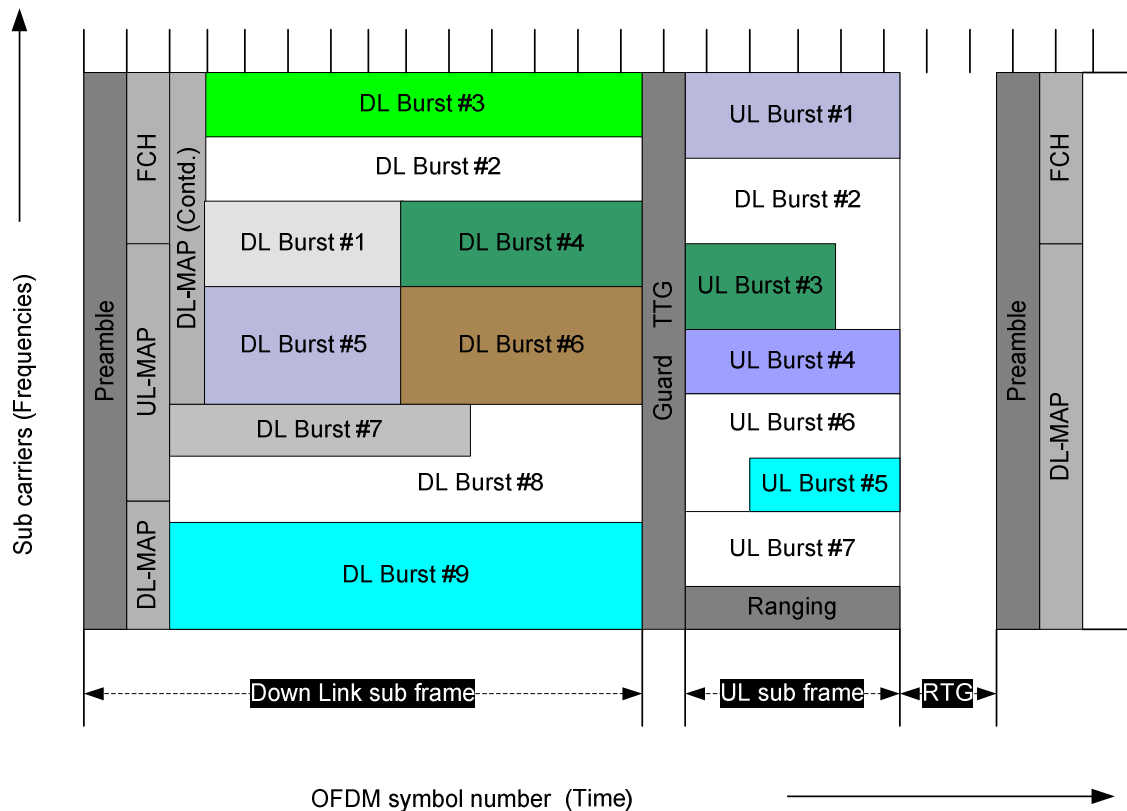 Sub carriers (Frequencies)
Preamble
FCH
UL-MAP
DL-MAP
DL-MAP (Contd.)
DL Burst #3
DL Burst #2
DL Burst #1
DL Burst #4
DL Burst #5
DL Burst #6
DL Burst #7
DL Burst #8
DL Burst #9
Guard TTG
UL Burst #1
DL Burst #2
UL Burst #3
UL Burst #4
UL Burst #6
UL Burst #5
UL Burst #7
Ranging
Preamble
FCH
DL-MAP
Down Link sub frame
UL sub frame
RTG
OFDM symbol number (Time)